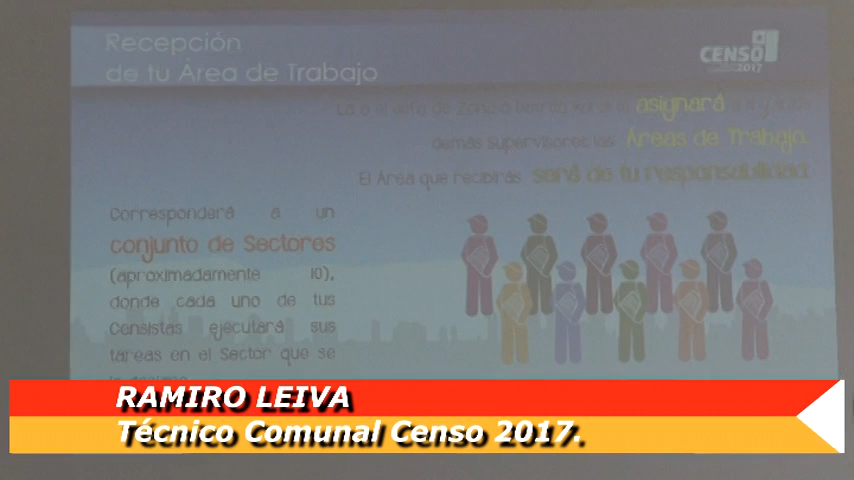 Recepción
de tu Área de Trabajo
CENSO
2017
asignará
demás supervisores las Áreas de Trabajo.
El Área que recibirás será de tu responsabilidad.
Corresponderá a un
conjunto de Sectores
(aproximadamente 10),
donde cada uno de tus
Censistas ejecutará sus
tareas en el Sector que se
RAMIRO LEIVA
Técnico Comunal Censo 2017.